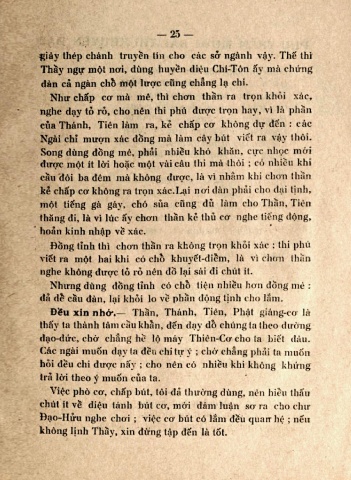 — 25 —
giây thép chánh truyền tin cho các sở ngành vậy. Thế thì
Thầy ngự một nơi, dùng huyền diệu Chí-Tôn ấy mà chứng
đàn cả ngàn chỗ một lược cũng chẳng lạ chi.
Như chấp cơ mà mê, thì chơn thần ra trọn khỏi xác,
nghe dạy tỏ rỏ, cho nên thi phú được trọn hay, vì là phần
của Thánh, Tiên làm ra, kẻ chấp cơ không dự đến : các
Ngài chỉ mượn xác đồng mà làm cây bút viết ra vậy thôi.
Song dùng đồng mê, phải nhiều khó khăn, cực nhọc mới
được một ít lời hoặc một vài câu thi mà thôi ; có nhiều khi
cầu đôi ba đêm mà không được, là vì nhằm khi chơn thần
kẻ chấp cơ không ra trọn xác. Lại nơi đàn phải cho đại tịnh,
một tiếng gà gáy, chó sủa cũng đủ làm cho Thần, Tiên
thăng đi, là vì lúc ấy chơn thần kẻ thủ cơ nghe tiếng động,
hoản kinh nhập về xác.
Đồng tỉnh thì chơn thần ra không trọn khỏi xác : thi phú
viết ra một hai khi có chỗ khuyết-điềm, là vì chơn thần
nghe không được tỏ rỏ nên đồ lại sái đi chút ít.
Nhưng dùng đồng tỉnh có chỗ tiện nhiều hơn đồng mê :
đã dể cầu đàn, lại khỏi lo về phần động tịnh cho lắm.
Đều xin nhớ.— Thần, Thánh, Tiên, Phật giáng-cơ là
thấy ta thành tâm cầu khẩn, đến dạy dổ chúng ta theo đường
đạo-đức, chớ chẳng hề lộ máy Thiên-Cơ cho ta biết đâu.
Các ngài muốn dạy ta đều chi tự ý ; chớ chẳng phải ta muốn
hỏi đều chi được nấy ; cho nên có nhiều khi không khứng
trả lời theo ý muốn của ta.
Việc phò cơ, chấp bút, tôi đả thường dùng, nên hiểu thấu
chút ít về diệu tánh bút cơ, mới dám luận sơ ra cho chư
Đạo-Hửu nghe chơi ; việc cơ bút có lắm đều quan hệ ; nếu
không lịnh Thầy, xin đừng tập đến là tốt.